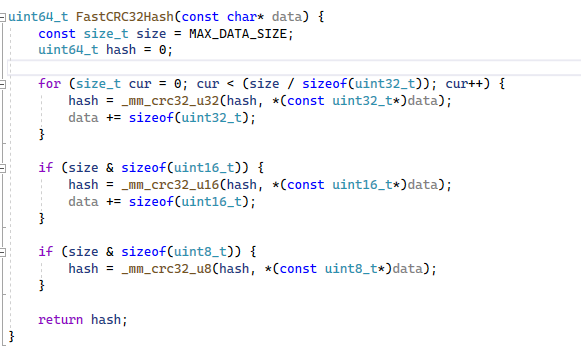 uint64_t FastCRC32Hash(const char* data) {
    const size_t size = MAX_DATA_SIZE;
    uint64_t hash = 0;

    for (size_t cur = 0; cur < (size / sizeof(uint32_t)); cur++) {
        hash = _mm_crc32_u32(hash, *(const uint32_t*)data);
        data += sizeof(uint32_t);
    }

    if (size & sizeof(uint16_t)) {
        hash = _mm_crc32_u16(hash, *(const uint16_t*)data);
        data += sizeof(uint16_t);
    }

    if (size & sizeof(uint8_t)) {
        hash = _mm_crc32_u8(hash, *(const uint8_t*)data);
    }

    return hash;
}